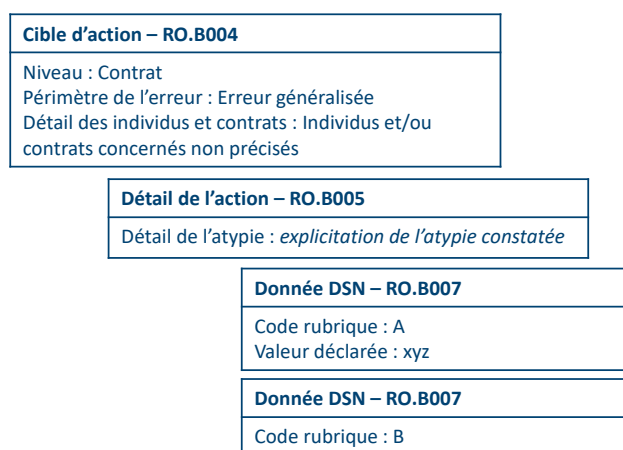 Cible d'action – RO.B004
Niveau : Contrat
Périmètre de l'erreur : Erreur généralisée
Détail des individus et contrats : Individus et/ou
contrats concernés non précisés
Détail de l'action – RO.B005
Détail de l'atypie : explicitation de l'atypie constatée
Donnée DSN – RO.B007
Code rubrique : A
Valeur déclarée : xyz
Donnée DSN – RO.B007
Code rubrique : B